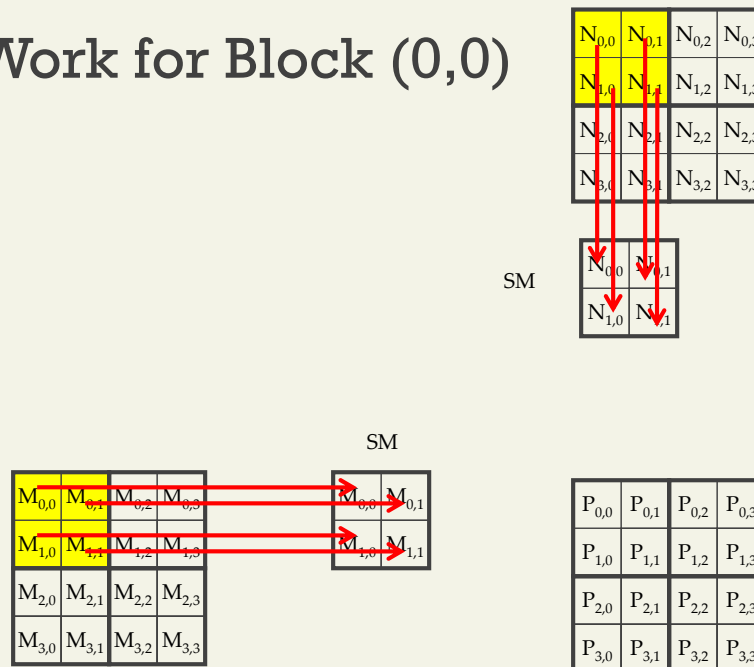 Work for Block (0,0)
N0,0 N0,1 N0,2 N0,3
N1,0 N1,1 N1,2 N1,3
N2,0 N2,1 N2,2 N2,3
N3,0 N3,1 N3,2 N3,3
SM
N0,0 N0,1
N1,0 N1,1
SM
M0,0 M0,1 M0,2 M0,3
M1,0 M1,1 M1,2 M1,3
M2,0 M2,1 M2,2 M2,3
M3,0 M3,1 M3,2 M3,3
M0,0 M0,1
M1,0 M1,1
P0,0 P0,1 P0,2 P0,3
P1,0 P1,1 P1,2 P1,3
P2,0 P2,1 P2,2 P2,3
P3,0 P3,1 P3,2 P3,3